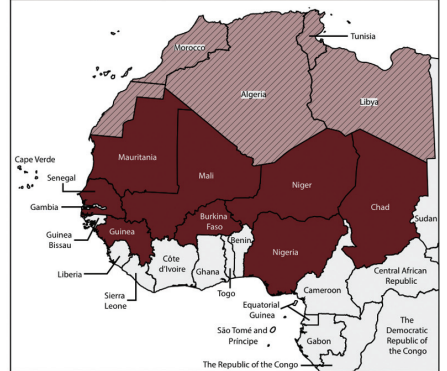 Morocco
Tunisia
Algeria
Libya
Cape Verde
Mauritania
Senegal
Mali
Niger
Chad
Sudan
Gambia
Guinea
Burkina
Faso
Guinea
Bissau
Benin
Nigeria
Côte
d'Ivoire
Ghana
Liberia
Togo
Sierra
Leone
Central African
Republic
Cameroon
Equatorial
Guinea
São Tomé and
Príncipe
Gabon
The
Democratic
Republic of
the Congo
The Republic of the Congo